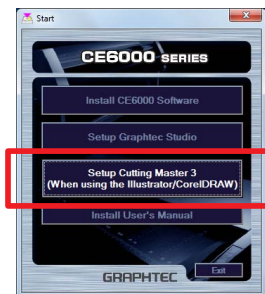 Start
CE6000 SERIES
Install CE6000 Software
Setup Graphtec Studio
Setup Cutting Master 3
(When using the Illustrator/CorelDRAW)
Install User's Manual
GRAPHTEC
Exit